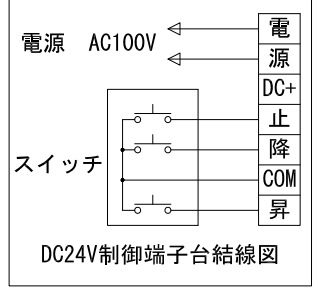 電源 AC100V
電
源
DC+
止
降
COM
昇
スイッチ
DC24V制御端子台結線図